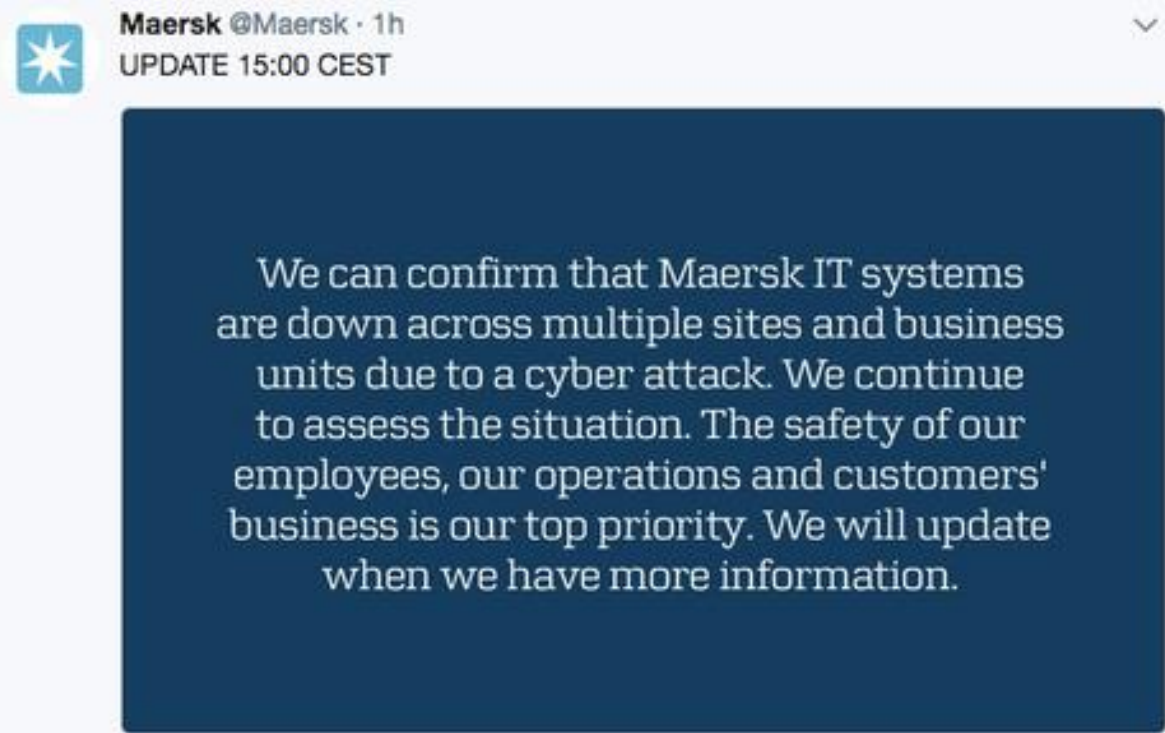 Maersk @Maersk · 1h
UPDATE 15:00 CEST
We can confirm that Maersk IT systems
are down across multiple sites and business
units due to a cyber attack. We continue
to assess the situation. The safety of our
employees, our operations and customers'
business is our top priority. We will update
when we have more information.